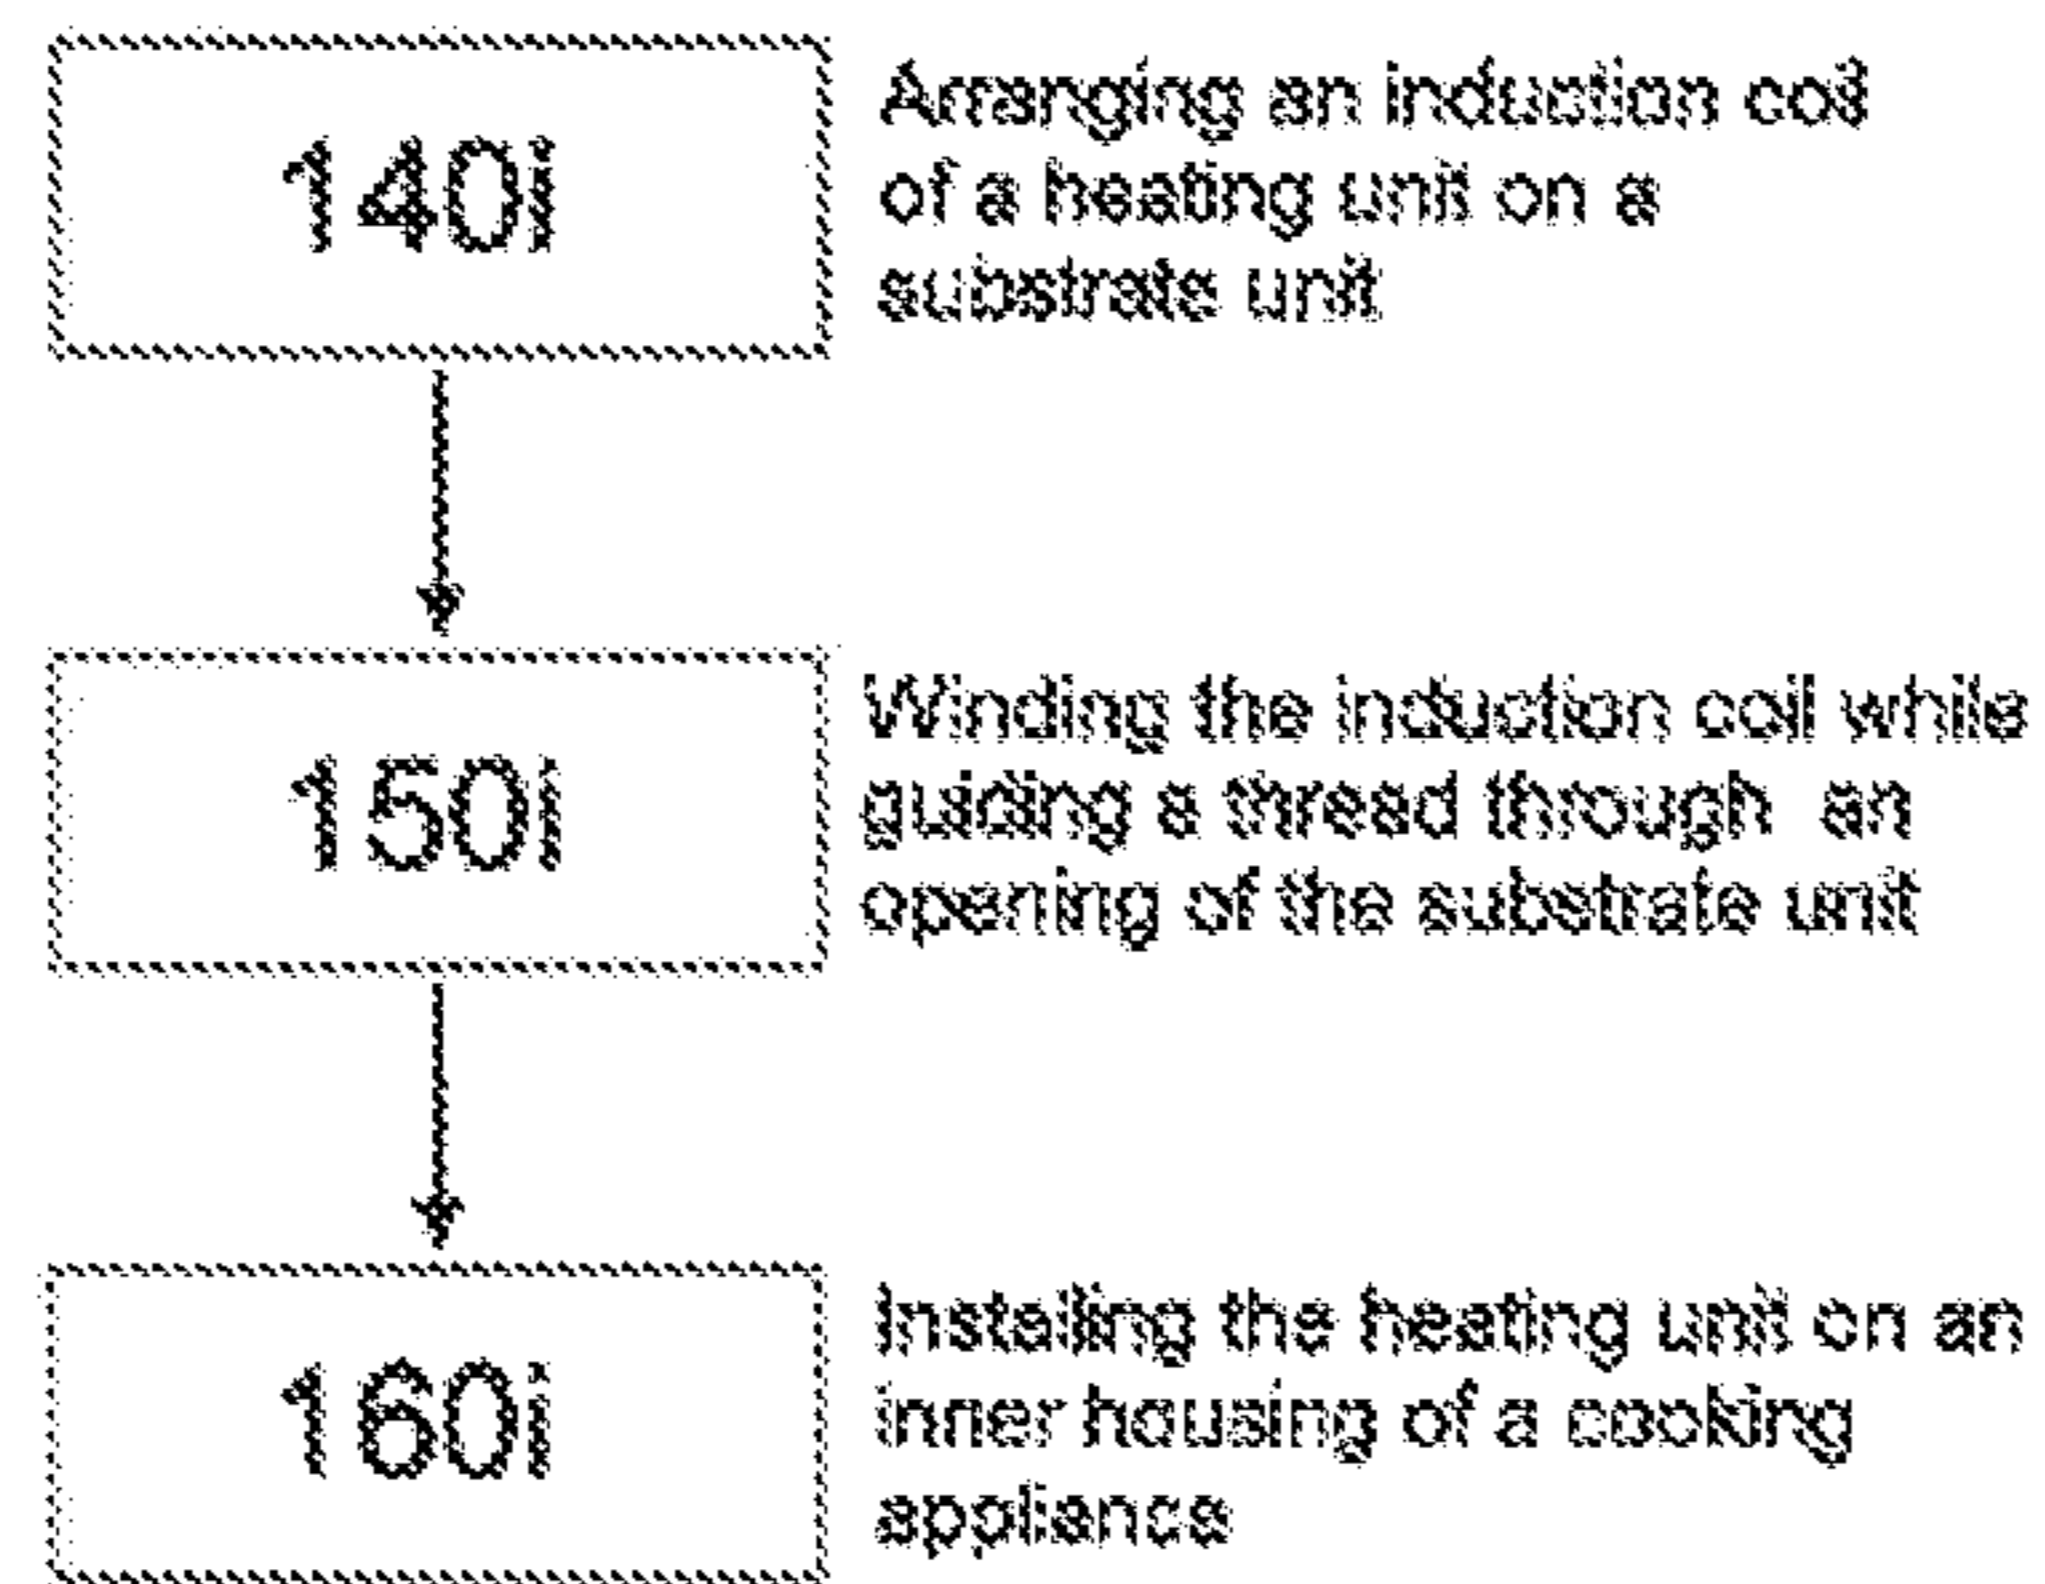 140i
Arranging an induction coil
of a heating unit on a
substrate unit
150i
Winding the induction coil while
guiding a thread through an
opening of the substrate unit
160i
Installing the heating unit on an
inner housing of a cooking
appliance